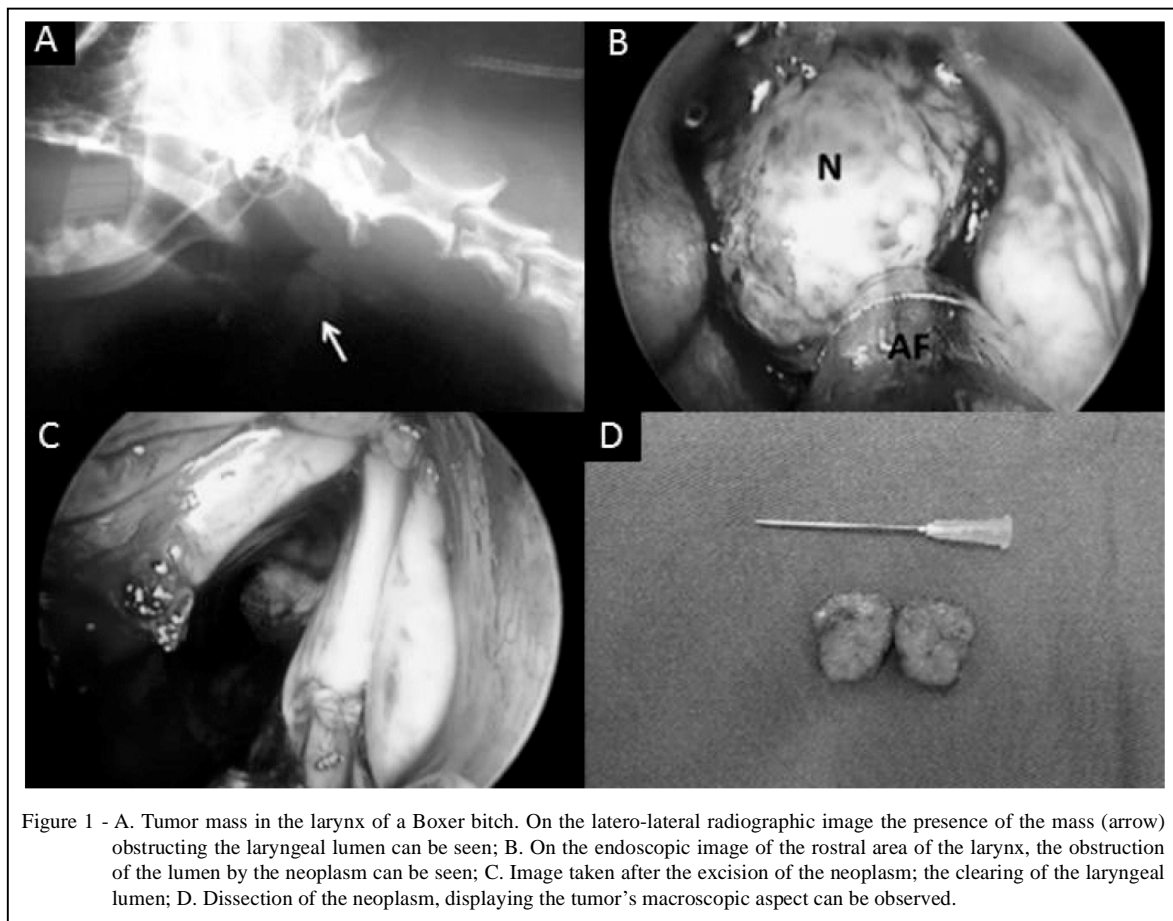 A
B
N
AF
C
D
Figure 1 - A. Tumor mass in the larynx of a Boxer bitch. On the latero-lateral radiographic image the presence of the mass (arrow)
obstructing the laryngeal lumen can be seen; B. On the endoscopic image of the rostral area of the larynx, the obstruction
of the lumen by the neoplasm can be seen; C. Image taken after the excision of the neoplasm; the clearing of the laryngeal
lumen; D. Dissection of the neoplasm, displaying the tumor’s macroscopic aspect can be observed.